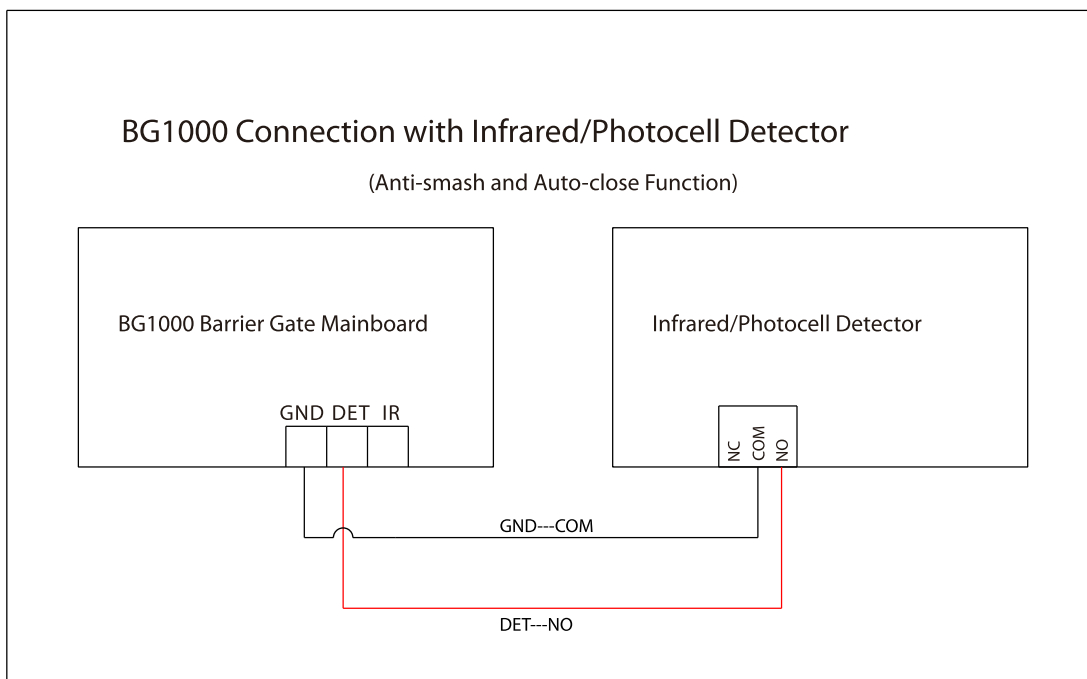 BG1000 Connection with Infrared/Photocell Detector
(Anti-smash and Auto-close Function)
BG1000 Barrier Gate Mainboard
Infrared/Photocell Detector
GND DET IR
NC
COM
NO
GND---COM
DET---NO